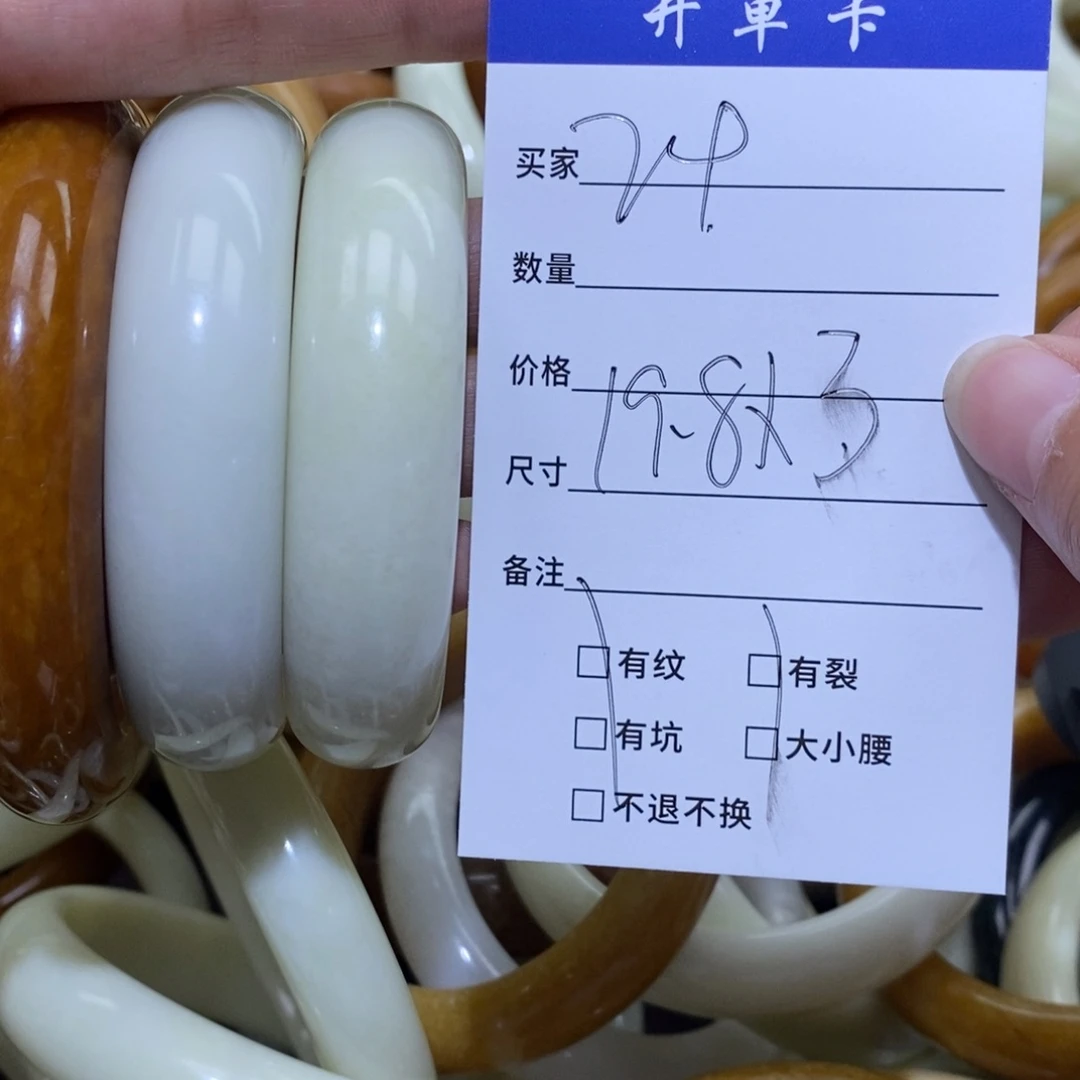 开单卡
买家
数量
价格 19.8x3
尺寸
备注
□有纹 □有裂
□有坑 □大小腰
□不退不换